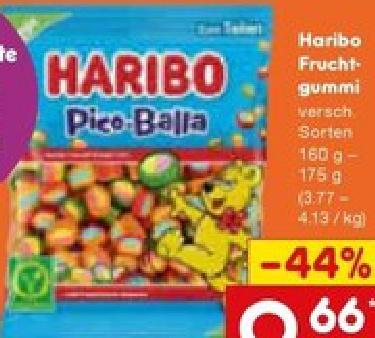 te
HARIBO
Pico-Balla
Haribo
Frucht-
gummi
versch.
Sorten
160 g –
175 g
(3.77 –
4.13 / kg)
-44%
0.66*